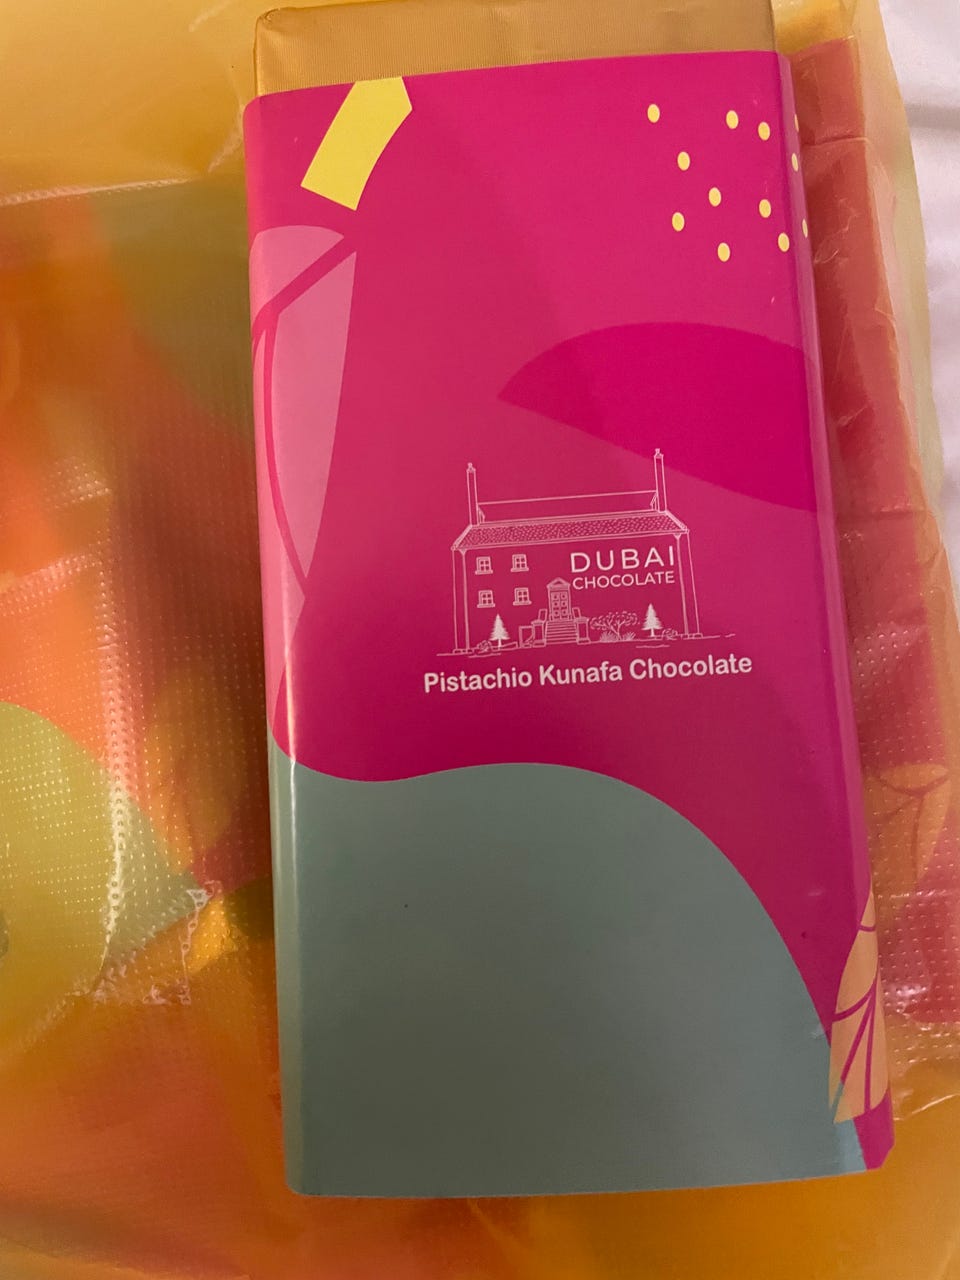 DUBAI
CHOCOLATE
Pistachio Kunafa Chocolate